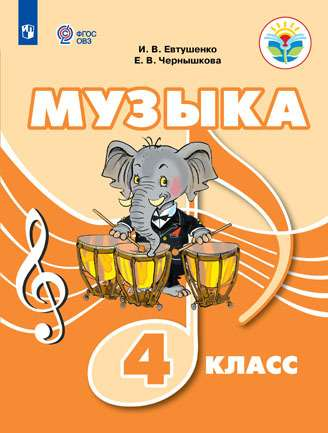 ФГОС
ОВЗ
И. В. Евтушенко
Е. В. Чернышкова
МУЗЫКА
4 КЛАСС